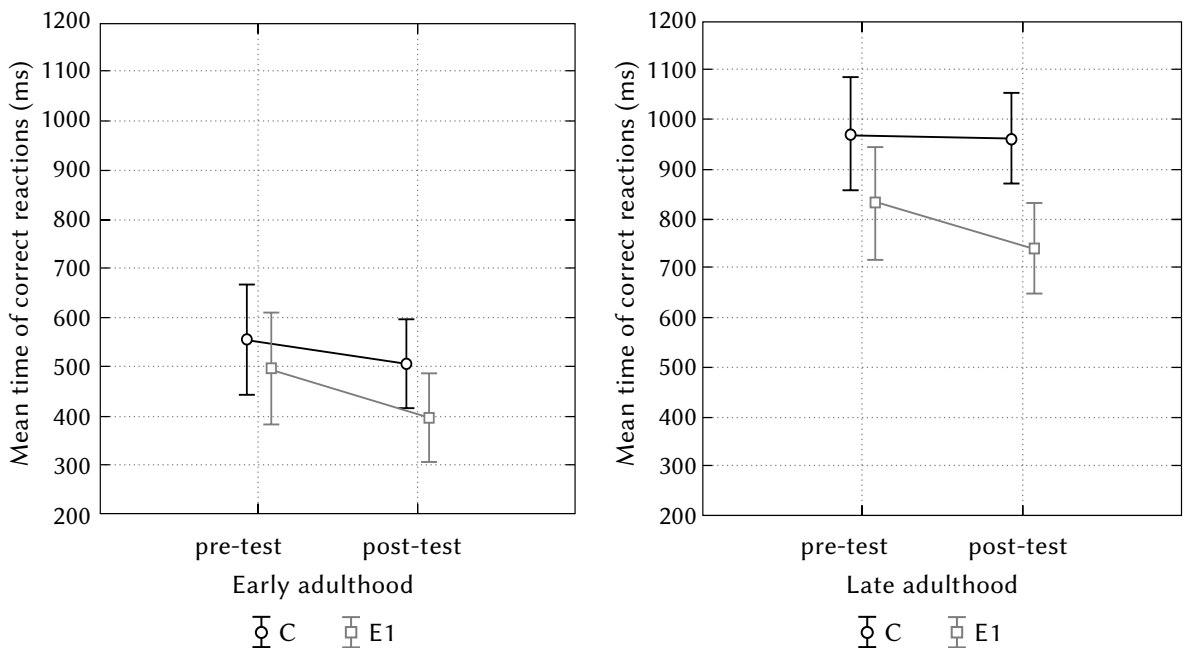 Mean time of correct reactions (ms)
1200
1100
1000
900
800
700
600
500
400
300
200
pre-test post-test
Early adulthood
C E1
Mean time of correct reactions (ms)
1200
1100
1000
900
800
700
600
500
400
300
200
pre-test post-test
Late adulthood
C E1